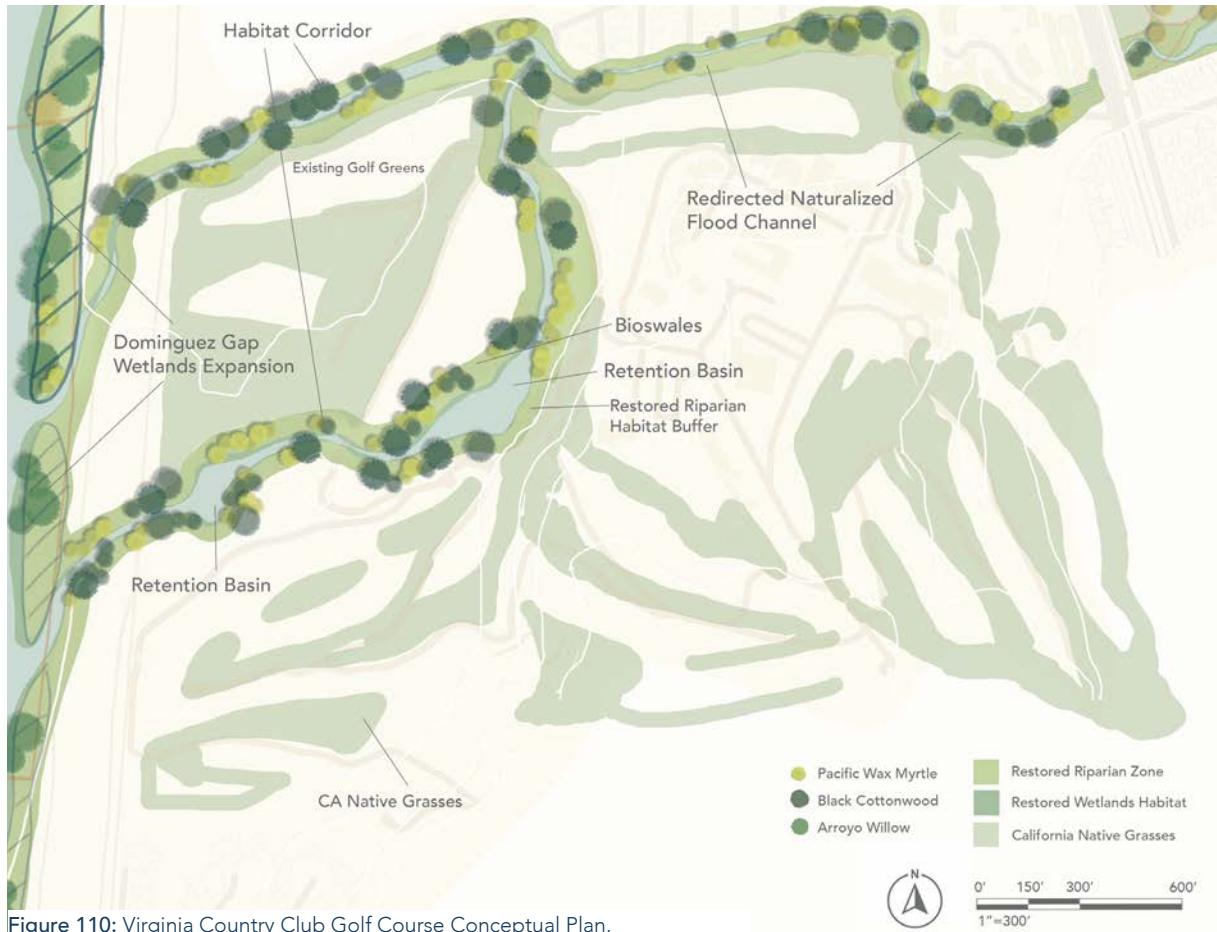 Habitat Corridor
Existing Golf Greens
Redirected Naturalized
Flood Channel
Dominguez Gap
Wetlands Expansion
Bioswales
Retention Basin
Restored Riparian
Habitat Buffer
Retention Basin
CA Native Grasses
Pacific Wax Myrtle
Black Cottonwood
Arroyo Willow
Restored Riparian Zone
Restored Wetlands Habitat
California Native Grasses
N
0' 150' 300' 600'
1"=300'
Figure 110: Virginia Country Club Golf Course Conceptual Plan.